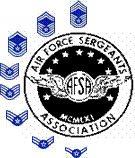 AIR FORCE SERGEANTS
AFSA
MCMLXI
ASSOCIATION